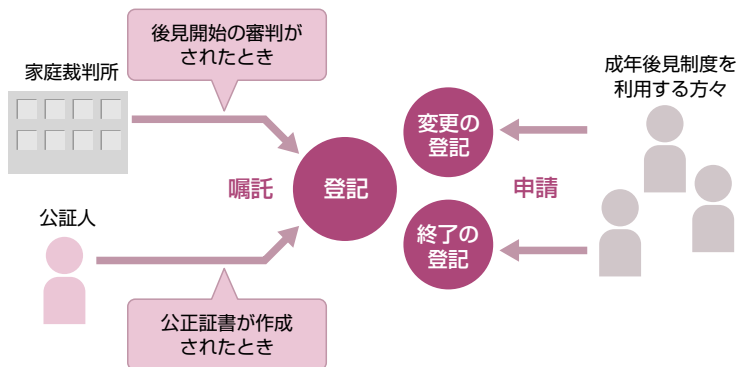 後見開始の審判が
されたとき
家庭裁判所
成年後見制度を
利用する方々
変更の
登記
嘱託
登記
申請
公証人
終了の
登記
公正証書が作成
されたとき